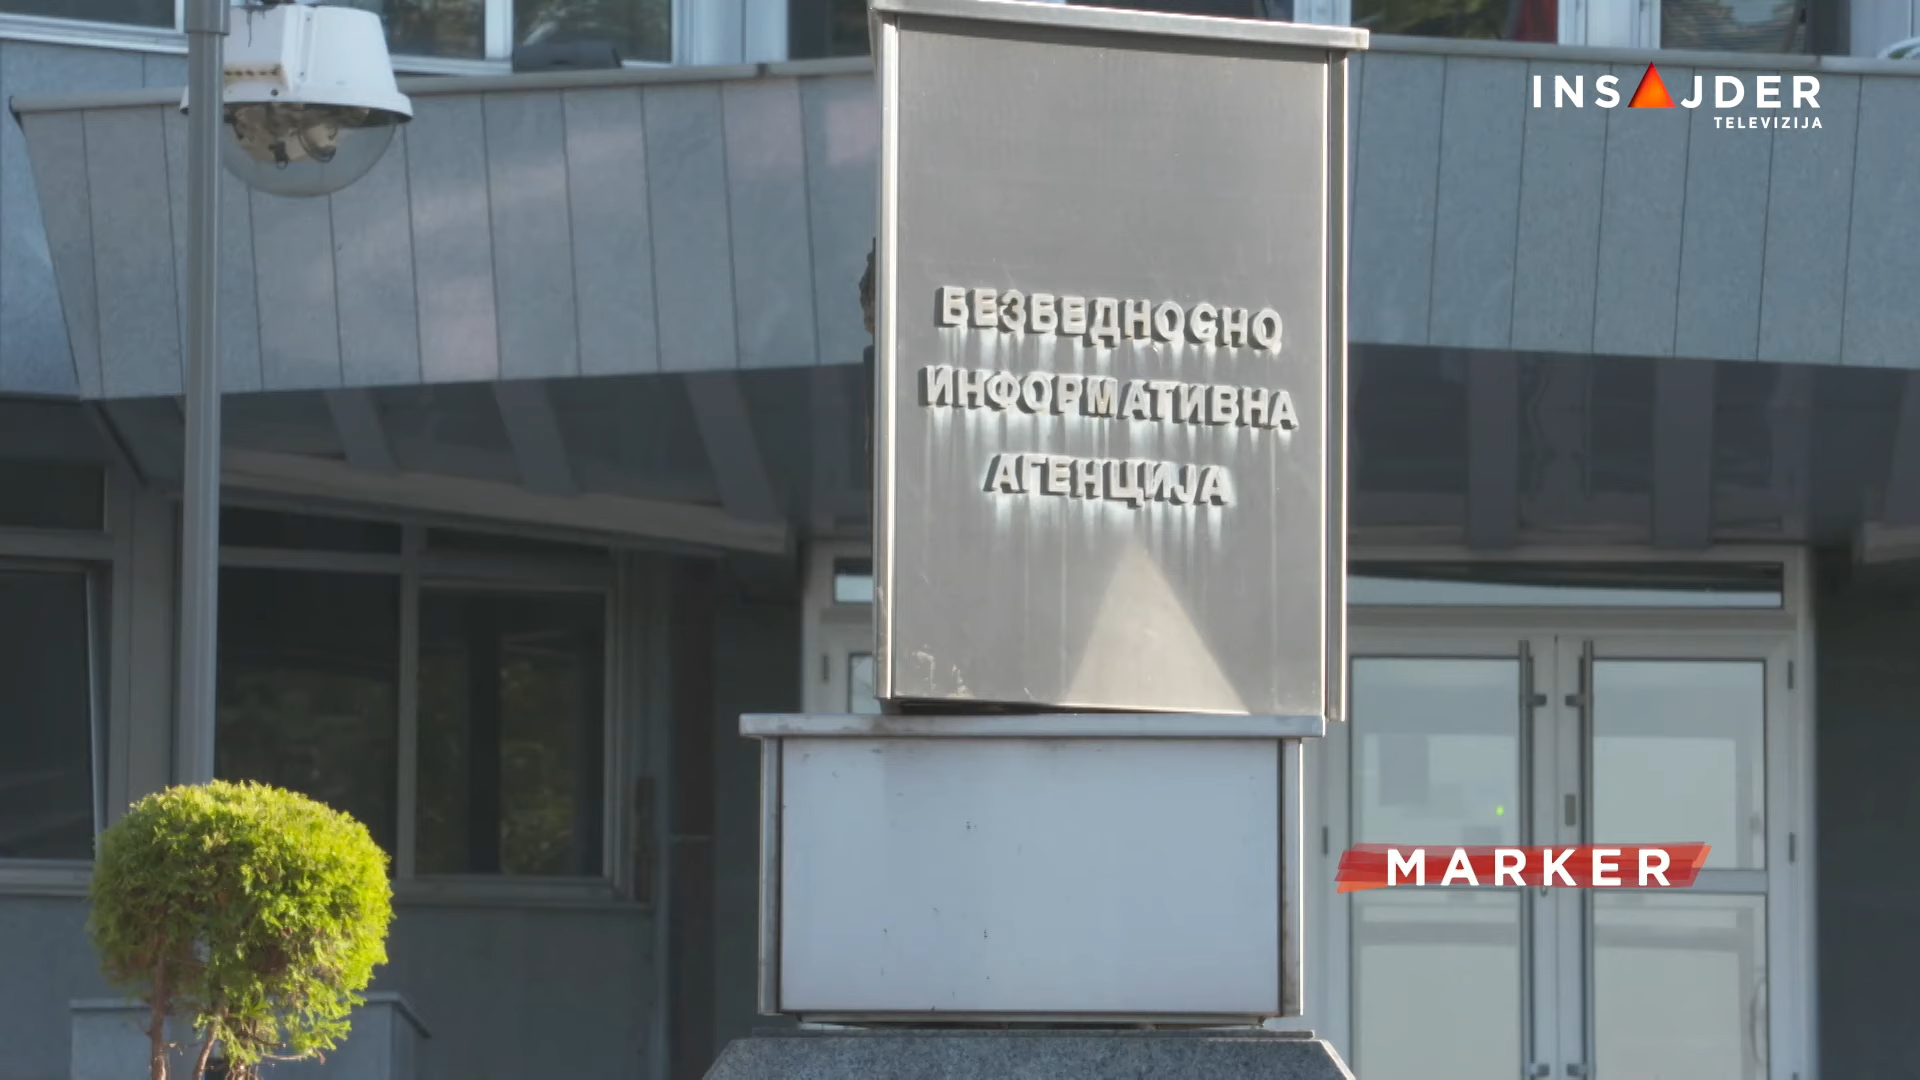 INSAJDER
TELEVIZIJA
БЕЗБЕДНОСНО
ИНФОРМАТИВНА
АГЕНЦИЈА
MARKER